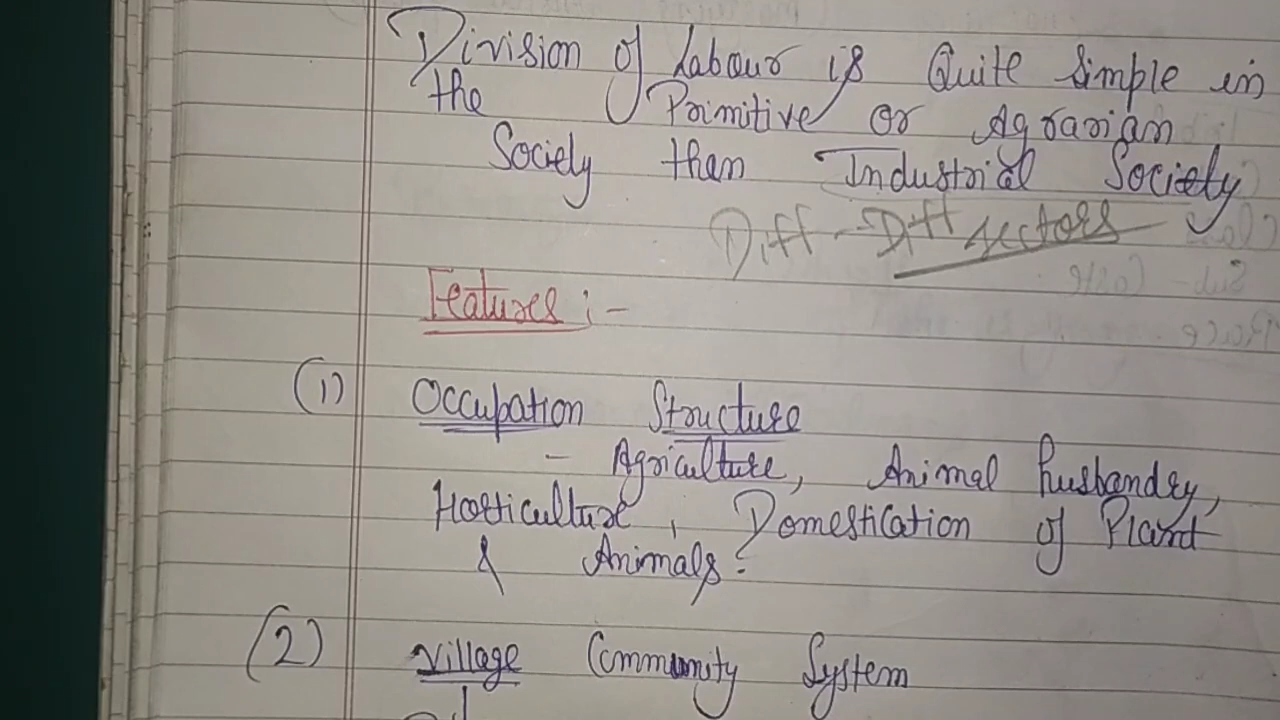 Division of Labour is Quite Simple in
the Primitive or Agrarian
Society than Industrial Society
Diff - Diff sectors
Features :-
(1) Occupation Structure
- Agriculture, Animal husbandry,
Horticulture, Domestication of Plant
& Animals.
(2) Village Community System